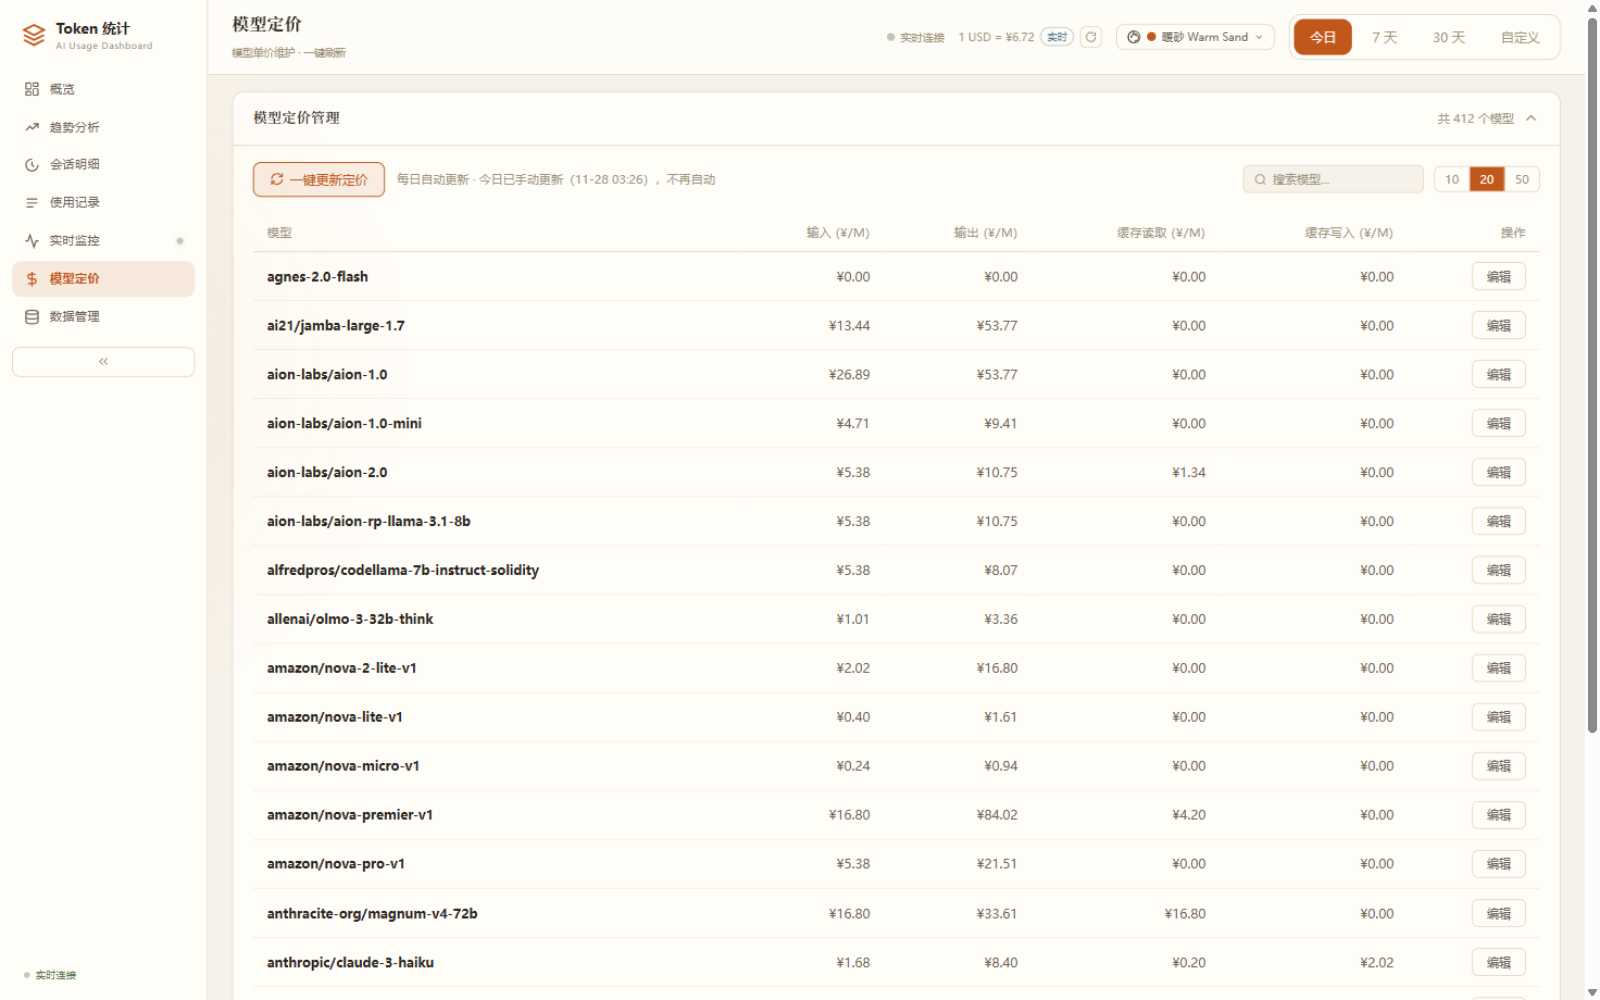 Token 统计
AI Usage Dashboard
概览
趋势分析
会话明细
使用记录
实时监控
模型定价
数据管理
«
实时连接
模型定价
模型单价维护 · 一键刷新
实时连接 1 USD = ¥6.72 实时 暖砂 Warm Sand 今日 7 天 30 天 自定义
模型定价管理 共 412 个模型
一键更新定价 每日自动更新 · 今日已手动更新（11-28 03:26），不再自动 搜索模型... 10 20 50
模型 输入 (¥/M) 输出 (¥/M) 缓存读取 (¥/M) 缓存写入 (¥/M) 操作
agnes-2.0-flash ¥0.00 ¥0.00 ¥0.00 ¥0.00 编辑
ai21/jamba-large-1.7 ¥13.44 ¥53.77 ¥0.00 ¥0.00 编辑
aion-labs/aion-1.0 ¥26.89 ¥53.77 ¥0.00 ¥0.00 编辑
aion-labs/aion-1.0-mini ¥4.71 ¥9.41 ¥0.00 ¥0.00 编辑
aion-labs/aion-2.0 ¥5.38 ¥10.75 ¥1.34 ¥0.00 编辑
aion-labs/aion-rp-llama-3.1-8b ¥5.38 ¥10.75 ¥0.00 ¥0.00 编辑
alfredpros/codellama-7b-instruct-solidity ¥5.38 ¥8.07 ¥0.00 ¥0.00 编辑
allenai/olmo-3-32b-think ¥1.01 ¥3.36 ¥0.00 ¥0.00 编辑
amazon/nova-2-lite-v1 ¥2.02 ¥16.80 ¥0.00 ¥0.00 编辑
amazon/nova-lite-v1 ¥0.40 ¥1.61 ¥0.00 ¥0.00 编辑
amazon/nova-micro-v1 ¥0.24 ¥0.94 ¥0.00 ¥0.00 编辑
amazon/nova-premier-v1 ¥16.80 ¥84.02 ¥4.20 ¥0.00 编辑
amazon/nova-pro-v1 ¥5.38 ¥21.51 ¥0.00 ¥0.00 编辑
anthracite-org/magnum-v4-72b ¥16.80 ¥33.61 ¥16.80 ¥0.00 编辑
anthropic/claude-3-haiku ¥1.68 ¥8.40 ¥0.20 ¥2.02 编辑